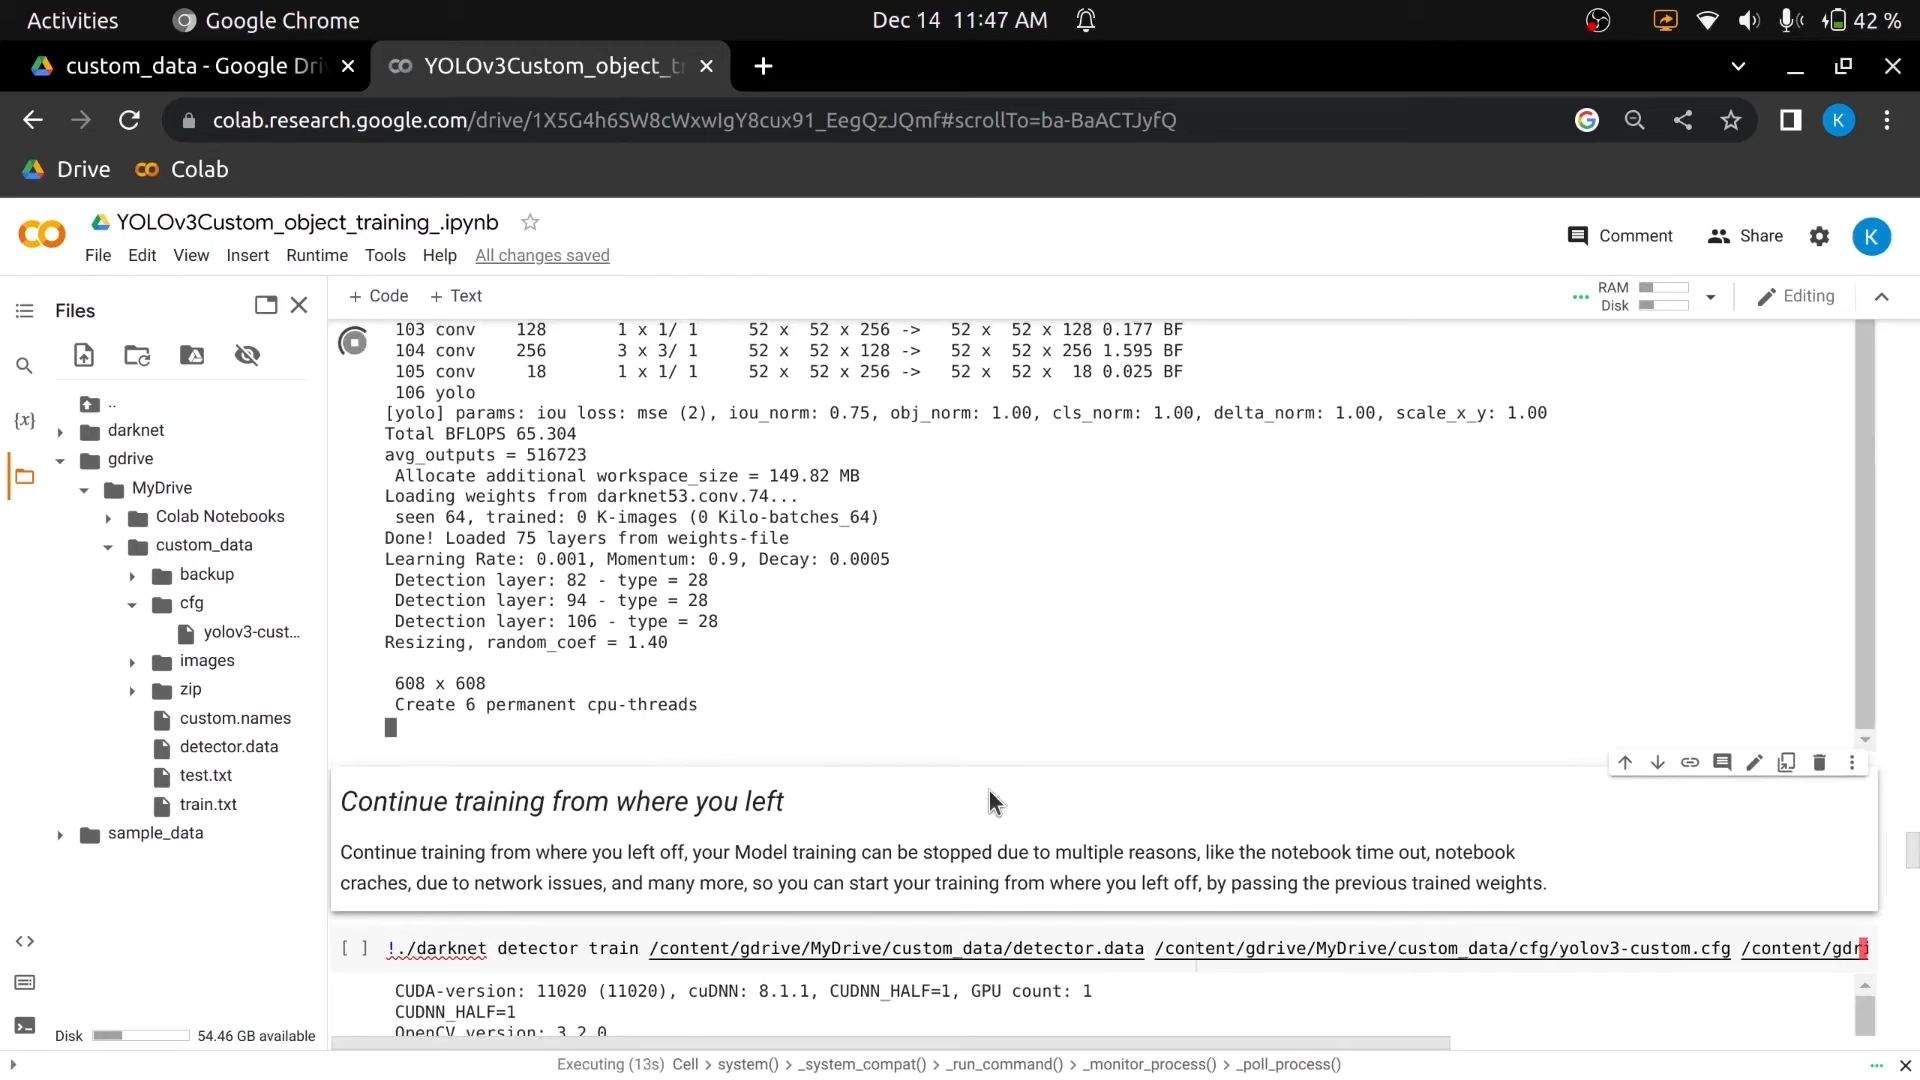 Activities
Google Chrome
Dec 14 11:47 AM
42 %
custom_data - Google Dri
YOLOv3Custom_object_tr
colab.research.google.com/drive/1X5G4h6SW8cWxwIgY8cux91_EegQzJQmf#scrollTo=ba-BaACTJyfQ
K
Drive
Colab
YOLOv3Custom_object_training_.ipynb
Comment
Share
K
File Edit View Insert Runtime Tools Help All changes saved
Files
+ Code + Text
RAM
Disk
Editing
..
darknet
gdrive
MyDrive
Colab Notebooks
custom_data
backup
cfg
yolov3-cust...
images
zip
custom.names
detector.data
test.txt
train.txt
sample_data
Disk
54.46 GB available
103 conv 128 1 x 1/ 1 52 x 52 x 256 -> 52 x 52 x 128 0.177 BF
104 conv 256 3 x 3/ 1 52 x 52 x 128 -> 52 x 52 x 256 1.595 BF
105 conv 18 1 x 1/ 1 52 x 52 x 256 -> 52 x 52 x 18 0.025 BF
106 yolo
[yolo] params: iou loss: mse (2), iou_norm: 0.75, obj_norm: 1.00, cls_norm: 1.00, delta_norm: 1.00, scale_x_y: 1.00
Total BFLOPS 65.304
avg_outputs = 516723
Allocate additional workspace_size = 149.82 MB
Loading weights from darknet53.conv.74...
seen 64, trained: 0 K-images (0 Kilo-batches_64)
Done! Loaded 75 layers from weights-file
Learning Rate: 0.001, Momentum: 0.9, Decay: 0.0005
Detection layer: 82 - type = 28
Detection layer: 94 - type = 28
Detection layer: 106 - type = 28
Resizing, random_coef = 1.40
608 x 608
Create 6 permanent cpu-threads
Continue training from where you left
Continue training from where you left off, your Model training can be stopped due to multiple reasons, like the notebook time out, notebook
craches, due to network issues, and many more, so you can start your training from where you left off, by passing the previous trained weights.
[ ] !./darknet detector train /content/gdrive/MyDrive/custom_data/detector.data /content/gdrive/MyDrive/custom_data/cfg/yolov3-custom.cfg /content/gdri
CUDA-version: 11020 (11020), cuDNN: 8.1.1, CUDNN_HALF=1, GPU count: 1
CUDNN_HALF=1
OpenCV version: 3.2.0
Executing (13s) Cell > system() > _system_compat() > _run_command() > _monitor_process() > _poll_process()